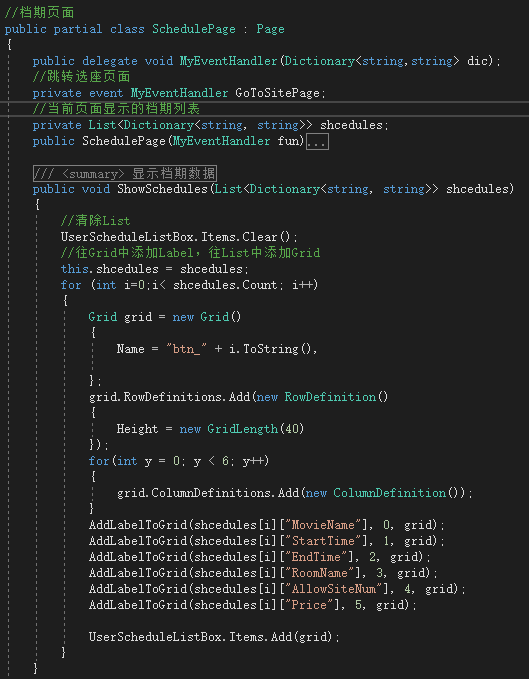 //档期页面
public partial class SchedulePage : Page
{
public delegate void MyEventHandler(Dictionary<string,string> dic);
//跳转选座页面
private event MyEventHandler GoToSitePage;
//当前页面显示的档期列表
private List<Dictionary<string, string>> shcedules;
public SchedulePage(MyEventHandler fun)...
/// <summary> 显示档期数据
public void ShowSchedules(List<Dictionary<string, string>> shcedules)
{
//清除List
UserScheduleListBox.Items.Clear();
//往Grid中添加Label，往List中添加Grid
this.shcedules = shcedules;
for (int i=0;i< shcedules.Count; i++)
{
Grid grid = new Grid()
{
Name = "btn_" + i.ToString(),
};
grid.RowDefinitions.Add(new RowDefinition()
{
Height = new GridLength(40)
});
for(int y = 0; y < 6; y++)
{
grid.ColumnDefinitions.Add(new ColumnDefinition());
}
AddLabelToGrid(shcedules[i]["MovieName"], 0, grid);
AddLabelToGrid(shcedules[i]["StartTime"], 1, grid);
AddLabelToGrid(shcedules[i]["EndTime"], 2, grid);
AddLabelToGrid(shcedules[i]["RoomName"], 3, grid);
AddLabelToGrid(shcedules[i]["AllowSiteNum"], 4, grid);
AddLabelToGrid(shcedules[i]["Price"], 5, grid);
UserScheduleListBox.Items.Add(grid);
}
}